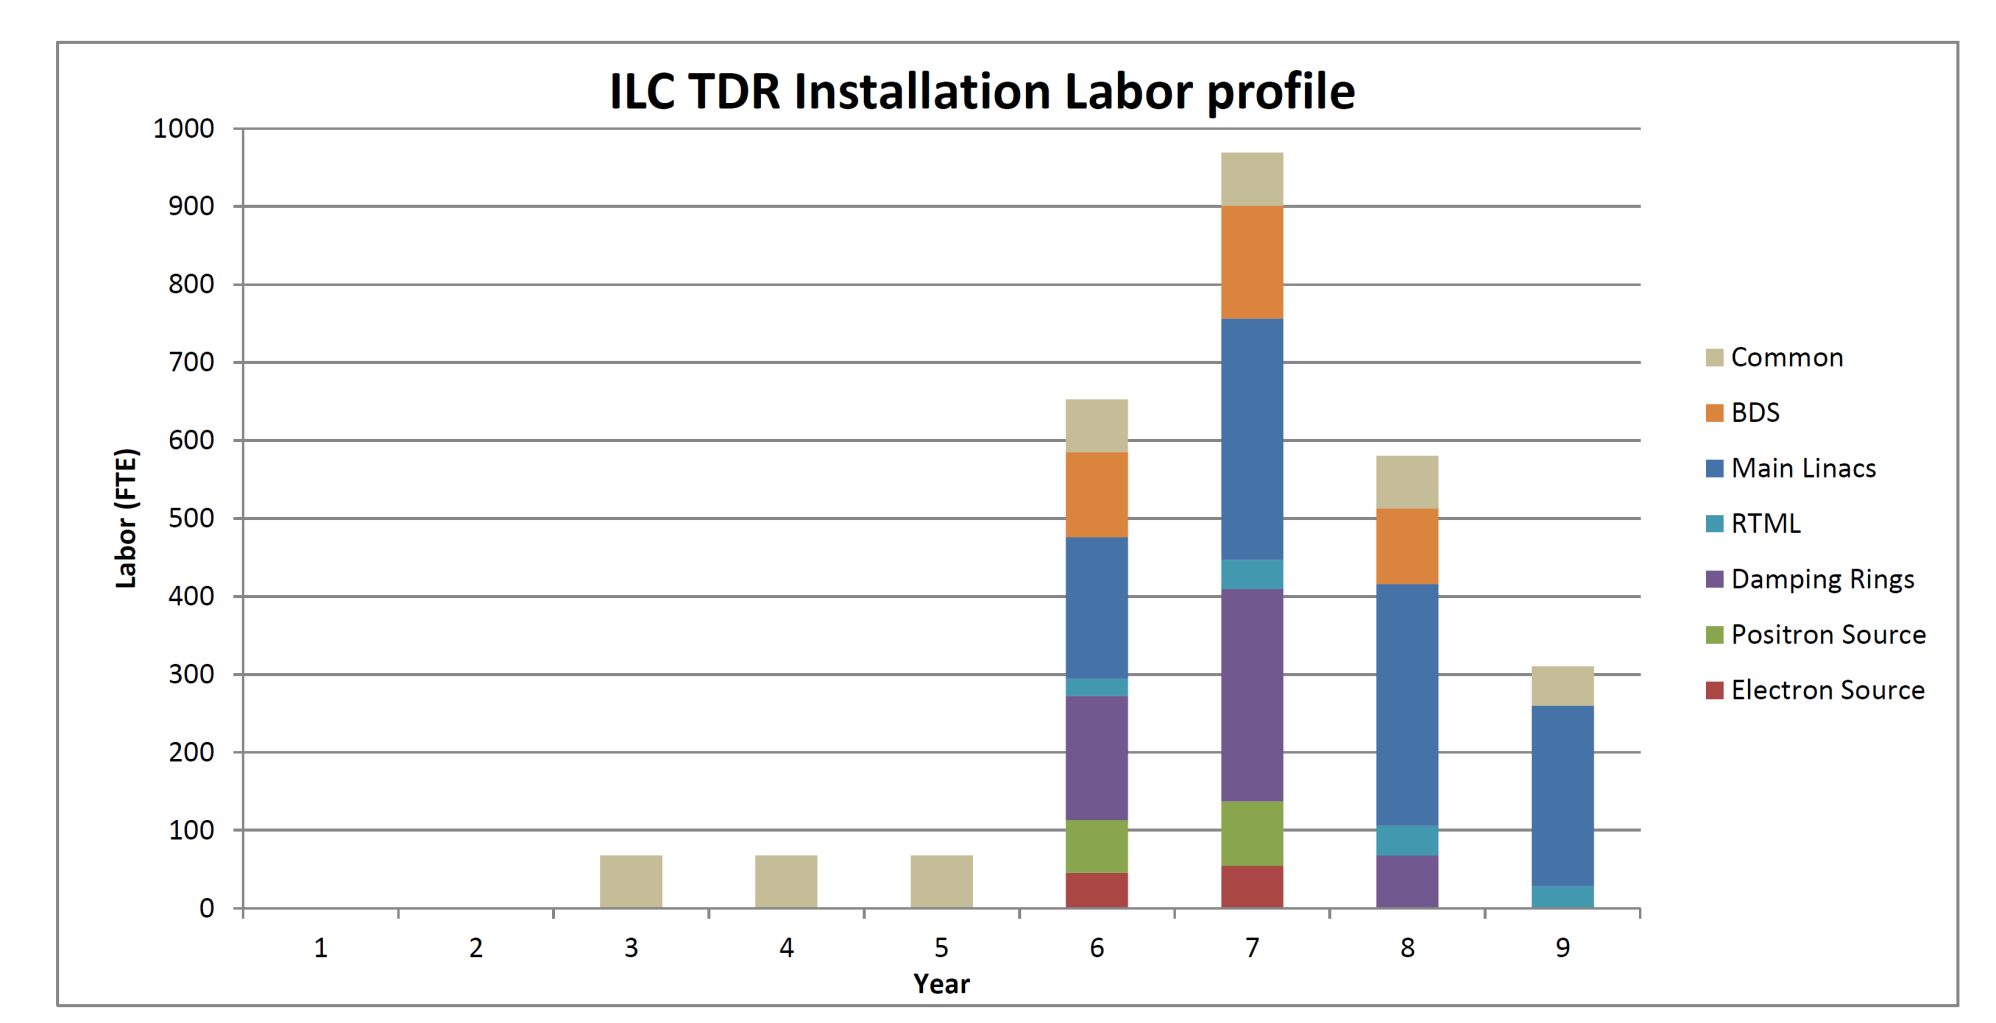 ILC TDR Installation Labor profile
1000
900
800
700
600
500
400
300
200
100
0
Labor (FTE)
1 2 3 4 5 6 7 8 9
Year
Common
BDS
Main Linacs
RTML
Damping Rings
Positron Source
Electron Source